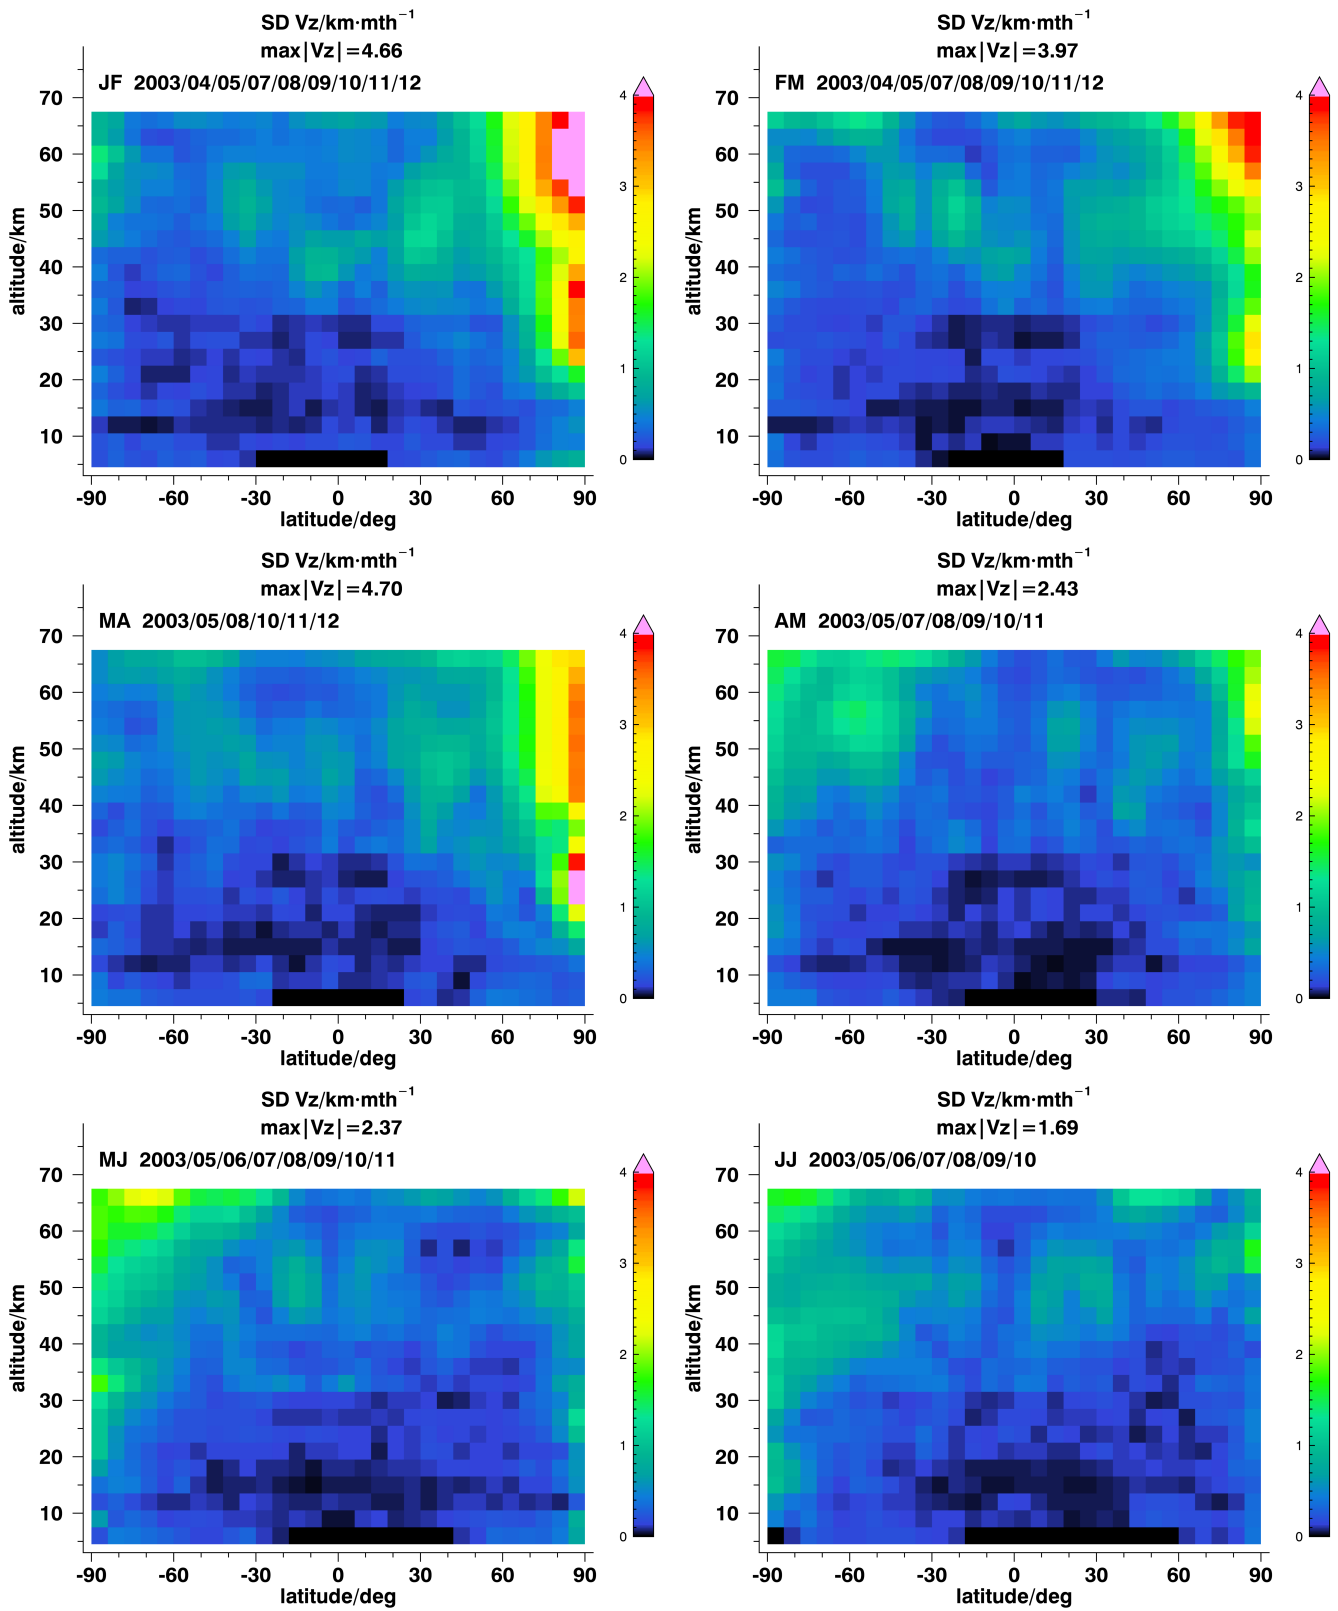 SD Vz/km·mth⁻¹
max|Vz|=4.66
JF 2003/04/05/07/08/09/10/11/12
70
60
50
40
30
20
10
altitude/km
-90 -60 -30 0 30 60 90
latitude/deg
4
3
2
1
0
SD Vz/km·mth⁻¹
max|Vz|=3.97
FM 2003/04/05/07/08/09/10/11/12
70
60
50
40
30
20
10
altitude/km
-90 -60 -30 0 30 60 90
latitude/deg
4
3
2
1
0
SD Vz/km·mth⁻¹
max|Vz|=4.70
MA 2003/05/08/10/11/12
70
60
50
40
30
20
10
altitude/km
-90 -60 -30 0 30 60 90
latitude/deg
4
3
2
1
0
SD Vz/km·mth⁻¹
max|Vz|=2.43
AM 2003/05/07/08/09/10/11
70
60
50
40
30
20
10
altitude/km
-90 -60 -30 0 30 60 90
latitude/deg
4
3
2
1
0
SD Vz/km·mth⁻¹
max|Vz|=2.37
MJ 2003/05/06/07/08/09/10/11
70
60
50
40
30
20
10
altitude/km
-90 -60 -30 0 30 60 90
latitude/deg
4
3
2
1
0
SD Vz/km·mth⁻¹
max|Vz|=1.69
JJ 2003/05/06/07/08/09/10
70
60
50
40
30
20
10
altitude/km
-90 -60 -30 0 30 60 90
latitude/deg
4
3
2
1
0